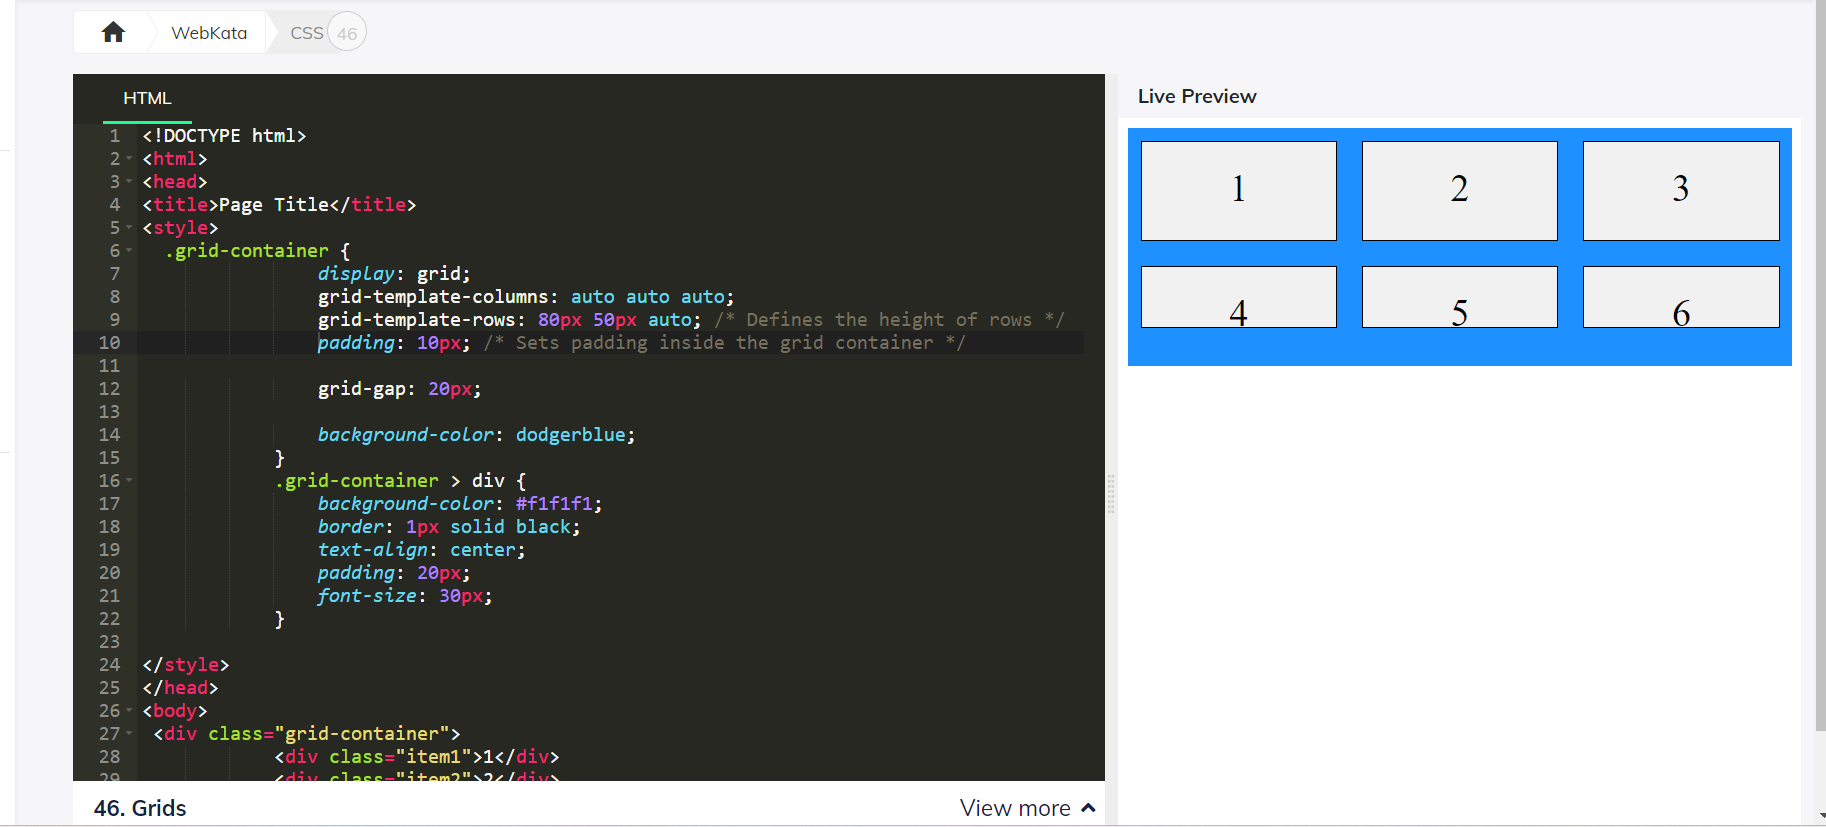 WebKata
CSS 46
HTML
1 <!DOCTYPE html>
2 <html>
3 <head>
4 <title>Page Title</title>
5 <style>
6 .grid-container {
7 display: grid;
8 grid-template-columns: auto auto auto;
9 grid-template-rows: 80px 50px auto; /* Defines the height of rows */
10 padding: 10px; /* Sets padding inside the grid container */
11
12 grid-gap: 20px;
13
14 background-color: dodgerblue;
15 }
16 .grid-container > div {
17 background-color: #f1f1f1;
18 border: 1px solid black;
19 text-align: center;
20 padding: 20px;
21 font-size: 30px;
22 }
23
24 </style>
25 </head>
26 <body>
27 <div class="grid-container">
28 <div class="item1">1</div>
29 <div class="item2">2</div>
46. Grids
View more
Live Preview
1 2 3
4 5 6